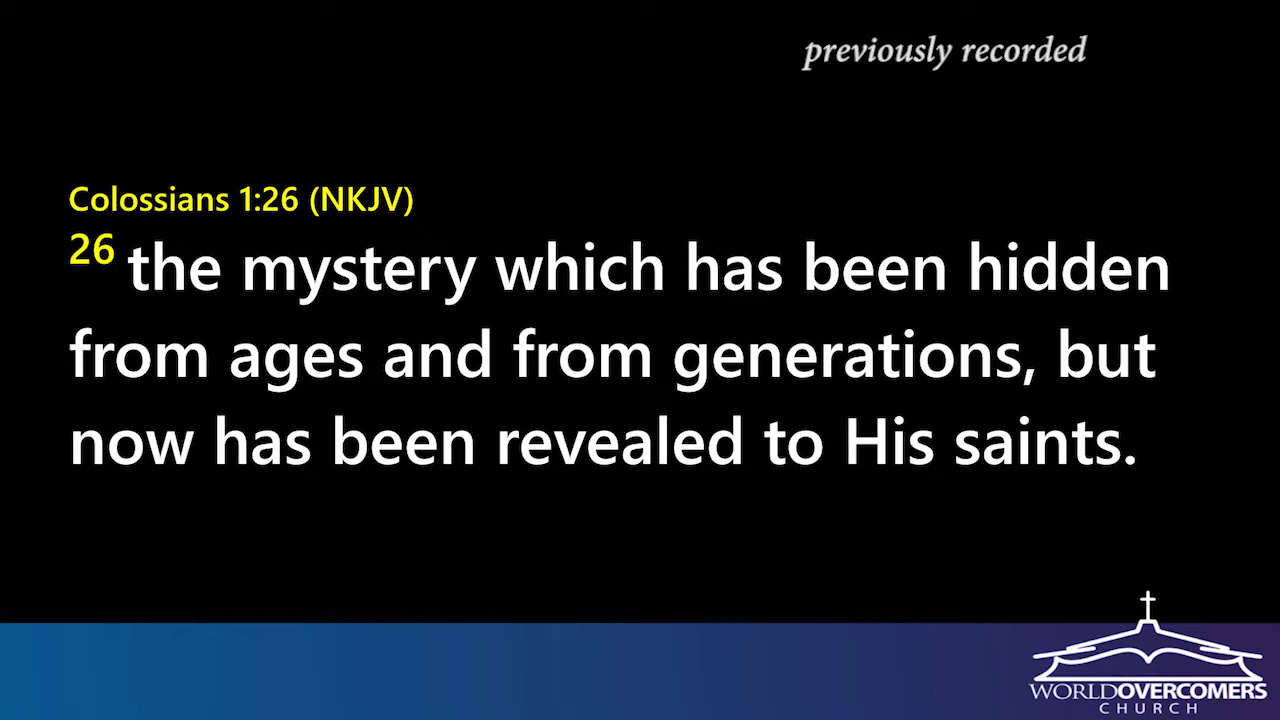 previously recorded
Colossians 1:26 (NKJV)
26 the mystery which has been hidden
from ages and from generations, but
now has been revealed to His saints.
WORLDOVERCOMERS
CHURCH